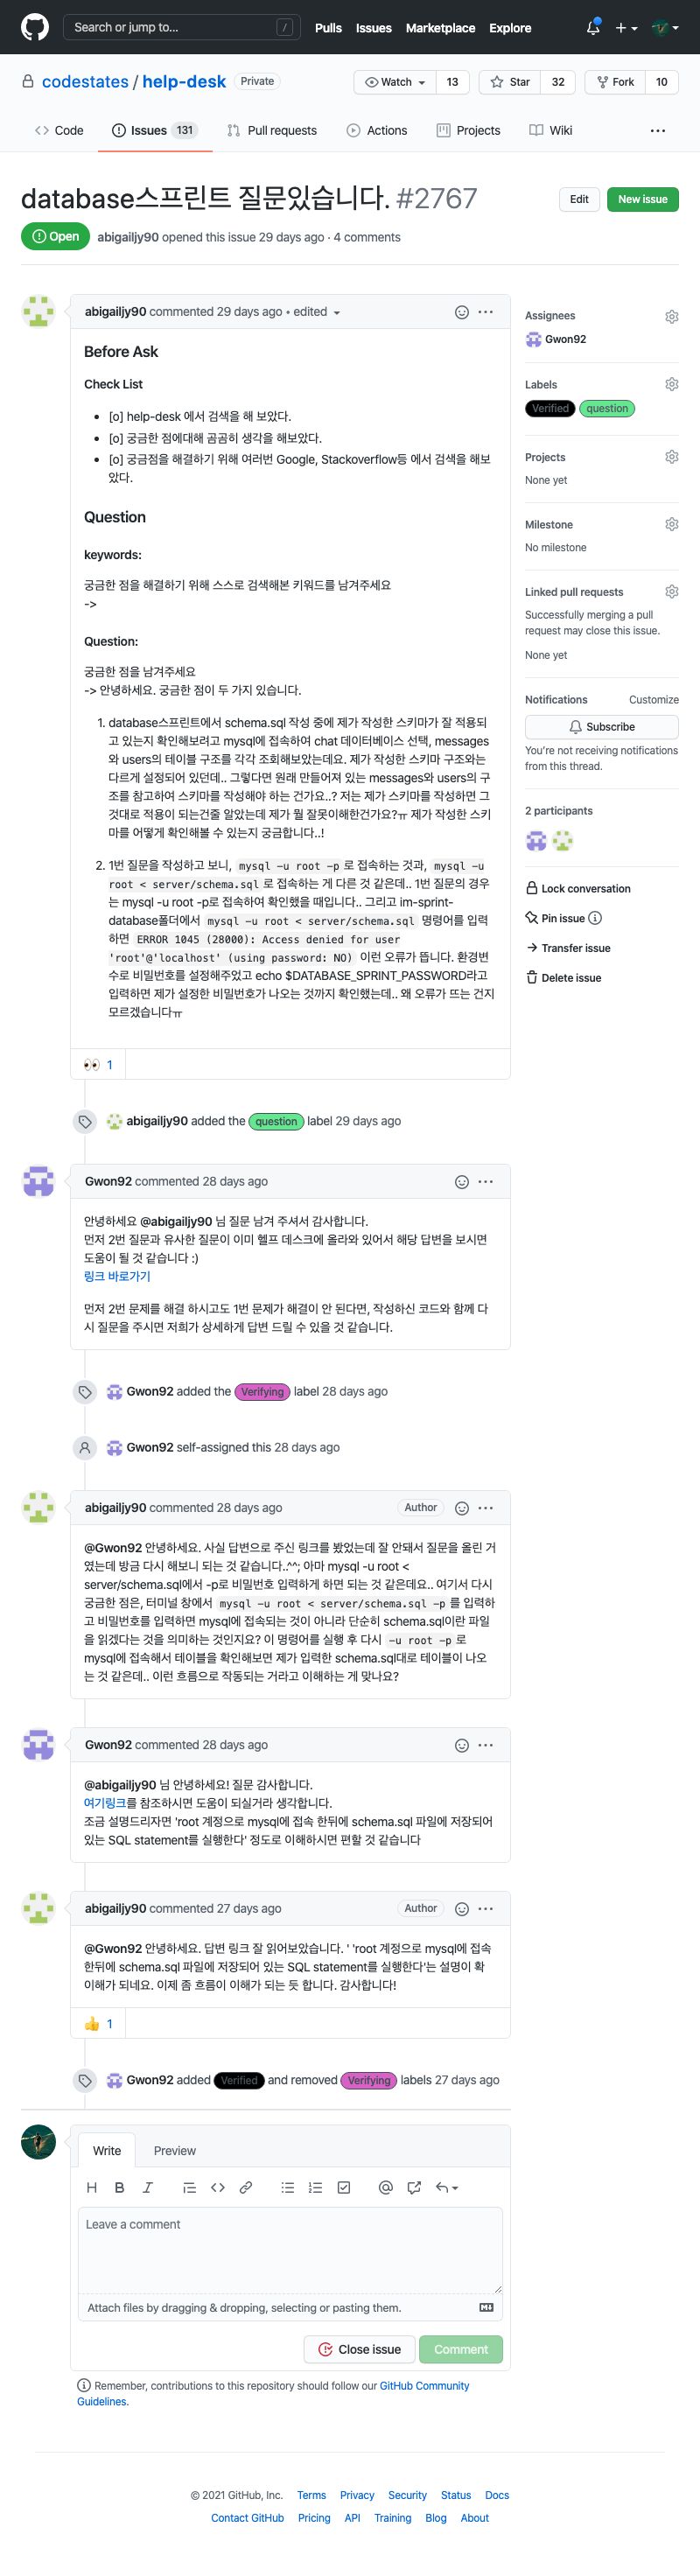 Search or jump to... /
Pulls Issues Marketplace Explore
codestates / help-desk Private
Watch 13 Star 32 Fork 10
Code Issues 131 Pull requests Actions Projects Wiki ...
database스프린트 질문있습니다. #2767
Edit New issue
Open abigailjy90 opened this issue 29 days ago · 4 comments
abigailjy90 commented 29 days ago • edited
Before Ask
Check List
[o] help-desk 에서 검색을 해 보았다.
[o] 궁금한 점에대해 곰곰히 생각을 해보았다.
[o] 궁금점을 해결하기 위해 여러번 Google, Stackoverflow등 에서 검색을 해보
았다.
Question
keywords:
궁금한 점을 해결하기 위해 스스로 검색해본 키워드를 남겨주세요
->
Question:
궁금한 점을 남겨주세요
-> 안녕하세요. 궁금한 점이 두 가지 있습니다.
1. database스프린트에서 schema.sql 작성 중에 제가 작성한 스키마가 잘 적용되
고 있는지 확인해보려고 mysql에 접속하여 chat 데이터베이스 선택, messages
와 users의 테이블 구조를 각각 조회해보았는데요. 제가 작성한 스키마 구조와는
다르게 설정되어 있던데.. 그렇다면 원래 만들어져 있는 messages와 users의 구
조를 참고하여 스키마를 작성해야 하는 건가요..? 저는 제가 스키마를 작성하면 그
것대로 적용이 되는건줄 알았는데 제가 뭘 잘못이해한건가요?ㅠ 제가 작성한 스키
마를 어떻게 확인해볼 수 있는지 궁금합니다..!
2. 1번 질문을 작성하고 보니, mysql -u root -p 로 접속하는 것과, mysql -u
root < server/schema.sql 로 접속하는 게 다른 것 같은데.. 1번 질문의 경우
는 mysql -u root -p로 접속하여 확인했을 때입니다.. 그리고 im-sprint-
database폴더에서 mysql -u root < server/schema.sql 명령어를 입력
하면 ERROR 1045 (28000): Access denied for user
'root'@'localhost' (using password: NO) 이런 오류가 뜹니다. 환경변
수로 비밀번호를 설정해주었고 echo $DATABASE_SPRINT_PASSWORD라고
입력하면 제가 설정한 비밀번호가 나오는 것까지 확인했는데.. 왜 오류가 뜨는 건지
모르겠습니다ㅠ
👀 1
Assignees
Gwon92
Labels
Verified question
Projects
None yet
Milestone
No milestone
Linked pull requests
Successfully merging a pull
request may close this issue.
None yet
Notifications Customize
Subscribe
You're not receiving notifications
from this thread.
2 participants
Lock conversation
Pin issue
Transfer issue
Delete issue
abigailjy90 added the question label 29 days ago
Gwon92 commented 28 days ago
안녕하세요 @abigailjy90 님 질문 남겨 주셔서 감사합니다.
먼저 2번 질문과 유사한 질문이 이미 헬프 데스크에 올라와 있어서 해당 답변을 보시면
도움이 될 것 같습니다 :)
링크 바로가기
먼저 2번 문제를 해결 하시고도 1번 문제가 해결이 안 된다면, 작성하신 코드와 함께 다
시 질문을 주시면 저희가 상세하게 답변 드릴 수 있을 것 같습니다.
Gwon92 added the Verifying label 28 days ago
Gwon92 self-assigned this 28 days ago
abigailjy90 commented 28 days ago Author
@Gwon92 안녕하세요. 사실 답변으로 주신 링크를 봤었는데 잘 안돼서 질문을 올린 거
였는데 방금 다시 해보니 되는 것 같습니다..^^; 아마 mysql -u root <
server/schema.sql에서 -p로 비밀번호 입력하게 하면 되는 것 같은데요.. 여기서 다시
궁금한 점은, 터미널 창에서 mysql -u root < server/schema.sql -p 를 입력하
고 비밀번호를 입력하면 mysql에 접속되는 것이 아니라 단순히 schema.sql이란 파일
을 읽겠다는 것을 의미하는 것인지요? 이 명령어를 실행 후 다시 -u root -p 로
mysql에 접속해서 테이블을 확인해보면 제가 입력한 schema.sql대로 테이블이 나오
는 것 같은데.. 이런 흐름으로 작동되는 거라고 이해하는 게 맞나요?
Gwon92 commented 28 days ago
@abigailjy90 님 안녕하세요! 질문 감사합니다.
여기링크를 참조하시면 도움이 되실거라 생각합니다.
조금 설명드리자면 'root 계정으로 mysql에 접속 한뒤에 schema.sql 파일에 저장되어
있는 SQL statement를 실행한다' 정도로 이해하시면 편할 것 같습니다
abigailjy90 commented 27 days ago Author
@Gwon92 안녕하세요. 답변 링크 잘 읽어보았습니다. ' 'root 계정으로 mysql에 접속
한뒤에 schema.sql 파일에 저장되어 있는 SQL statement를 실행한다'는 설명이 확
이해가 되네요. 이제 좀 흐름이 이해가 되는 듯 합니다. 감사합니다!
👍 1
Gwon92 added Verified and removed Verifying labels 27 days ago
Write Preview
Leave a comment
Attach files by dragging & dropping, selecting or pasting them.
Close issue Comment
Remember, contributions to this repository should follow our GitHub Community
Guidelines.
© 2021 GitHub, Inc. Terms Privacy Security Status Docs
Contact GitHub Pricing API Training Blog About